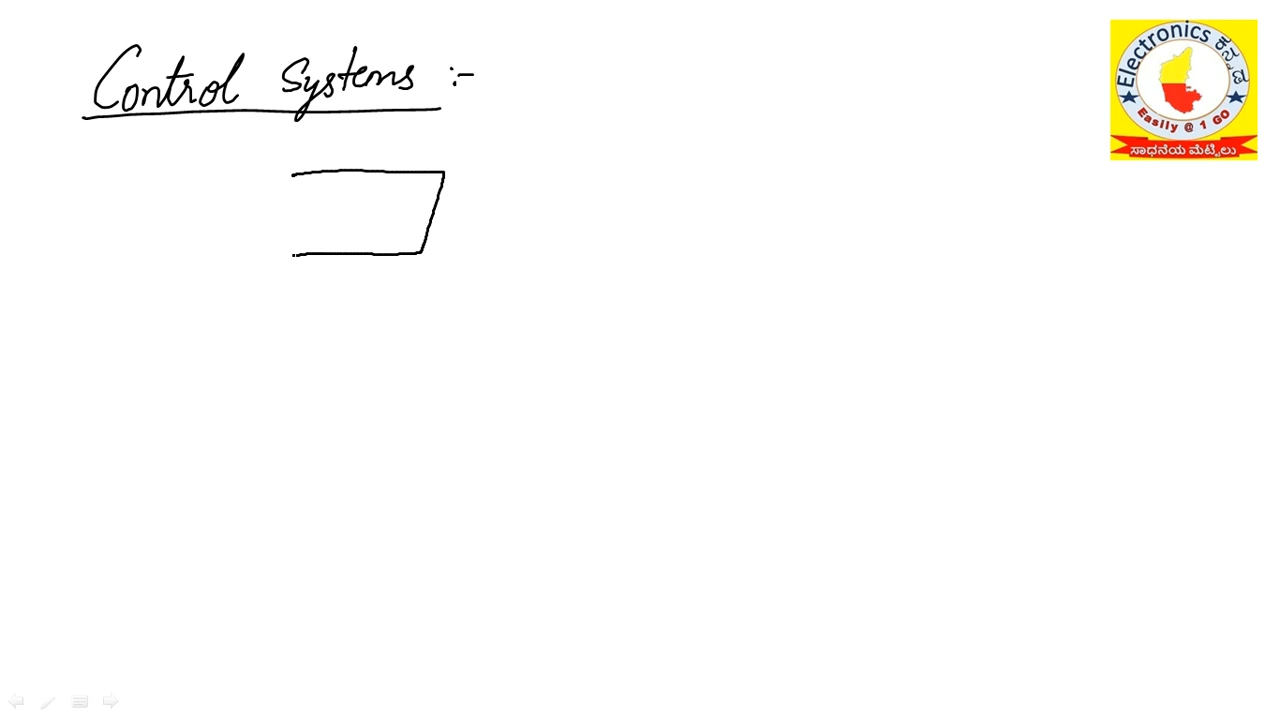 Control Systems :-
Electronics ಕನ್ನಡ
Easily @ 1 GO
ಸಾಧನೆಯ ಮೆಟ್ಟಿಲು